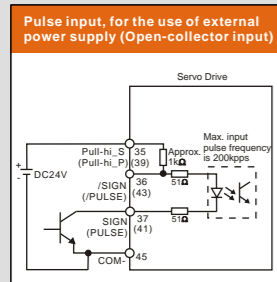 Pulse input, for the use of external
power supply (Open-collector input)
Servo Drive
Pull-hi_S
(Pull-hi_P)
35
(39)
Approx.
1kΩ
Max. input
pulse frequency
is 200kpps
+
-
DC24V
/SIGN
(/PULSE)
36
(43)
51Ω
SIGN
(PULSE)
37
(41)
51Ω
COM-
45